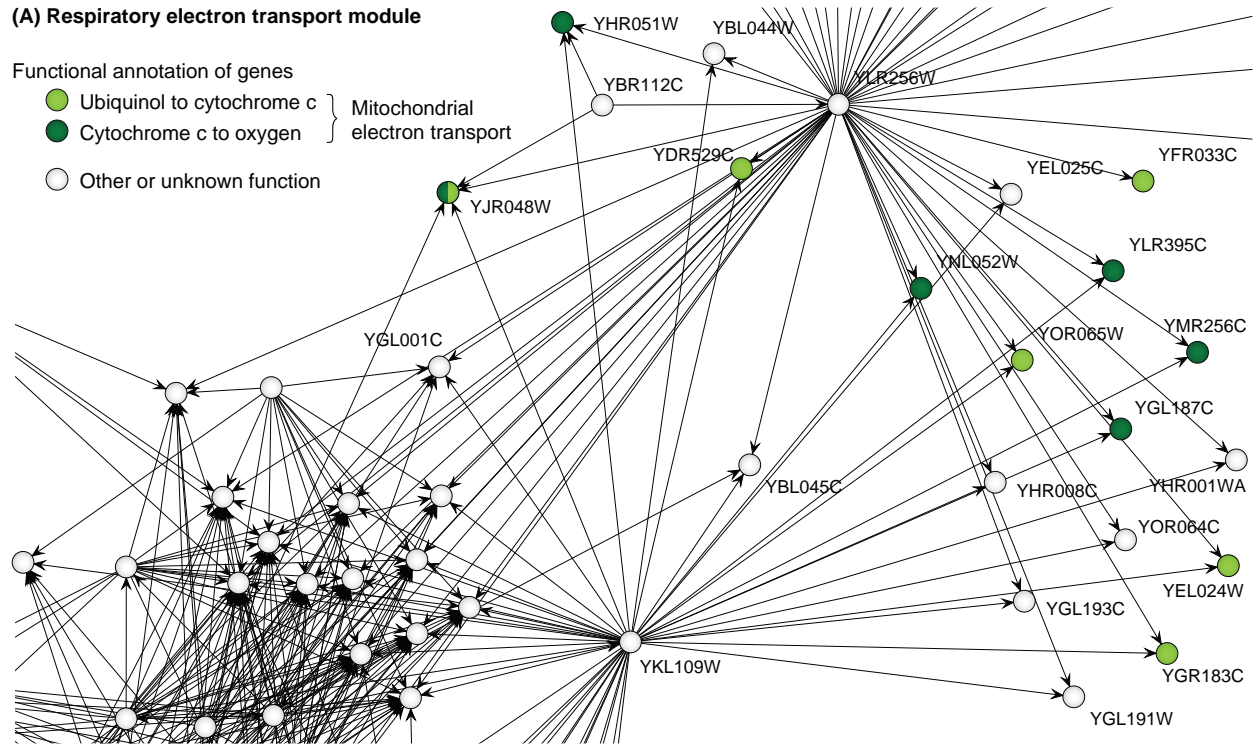 (A) Respiratory electron transport module
Functional annotation of genes
Ubiquinol to cytochrome c
Cytochrome c to oxygen
Mitochondrial
electron transport
Other or unknown function
YHR051W
YBL044W
YLR256W
YBR112C
YDR529C
YEL025C
YFR033C
YJR048W
YLR395C
YNL052W
YMR256C
YOR065W
YGL001C
YGL187C
YBL045C
YHR008C
YHR001WA
YOR064C
YEL024W
YGL193C
YKL109W
YGR183C
YGL191W